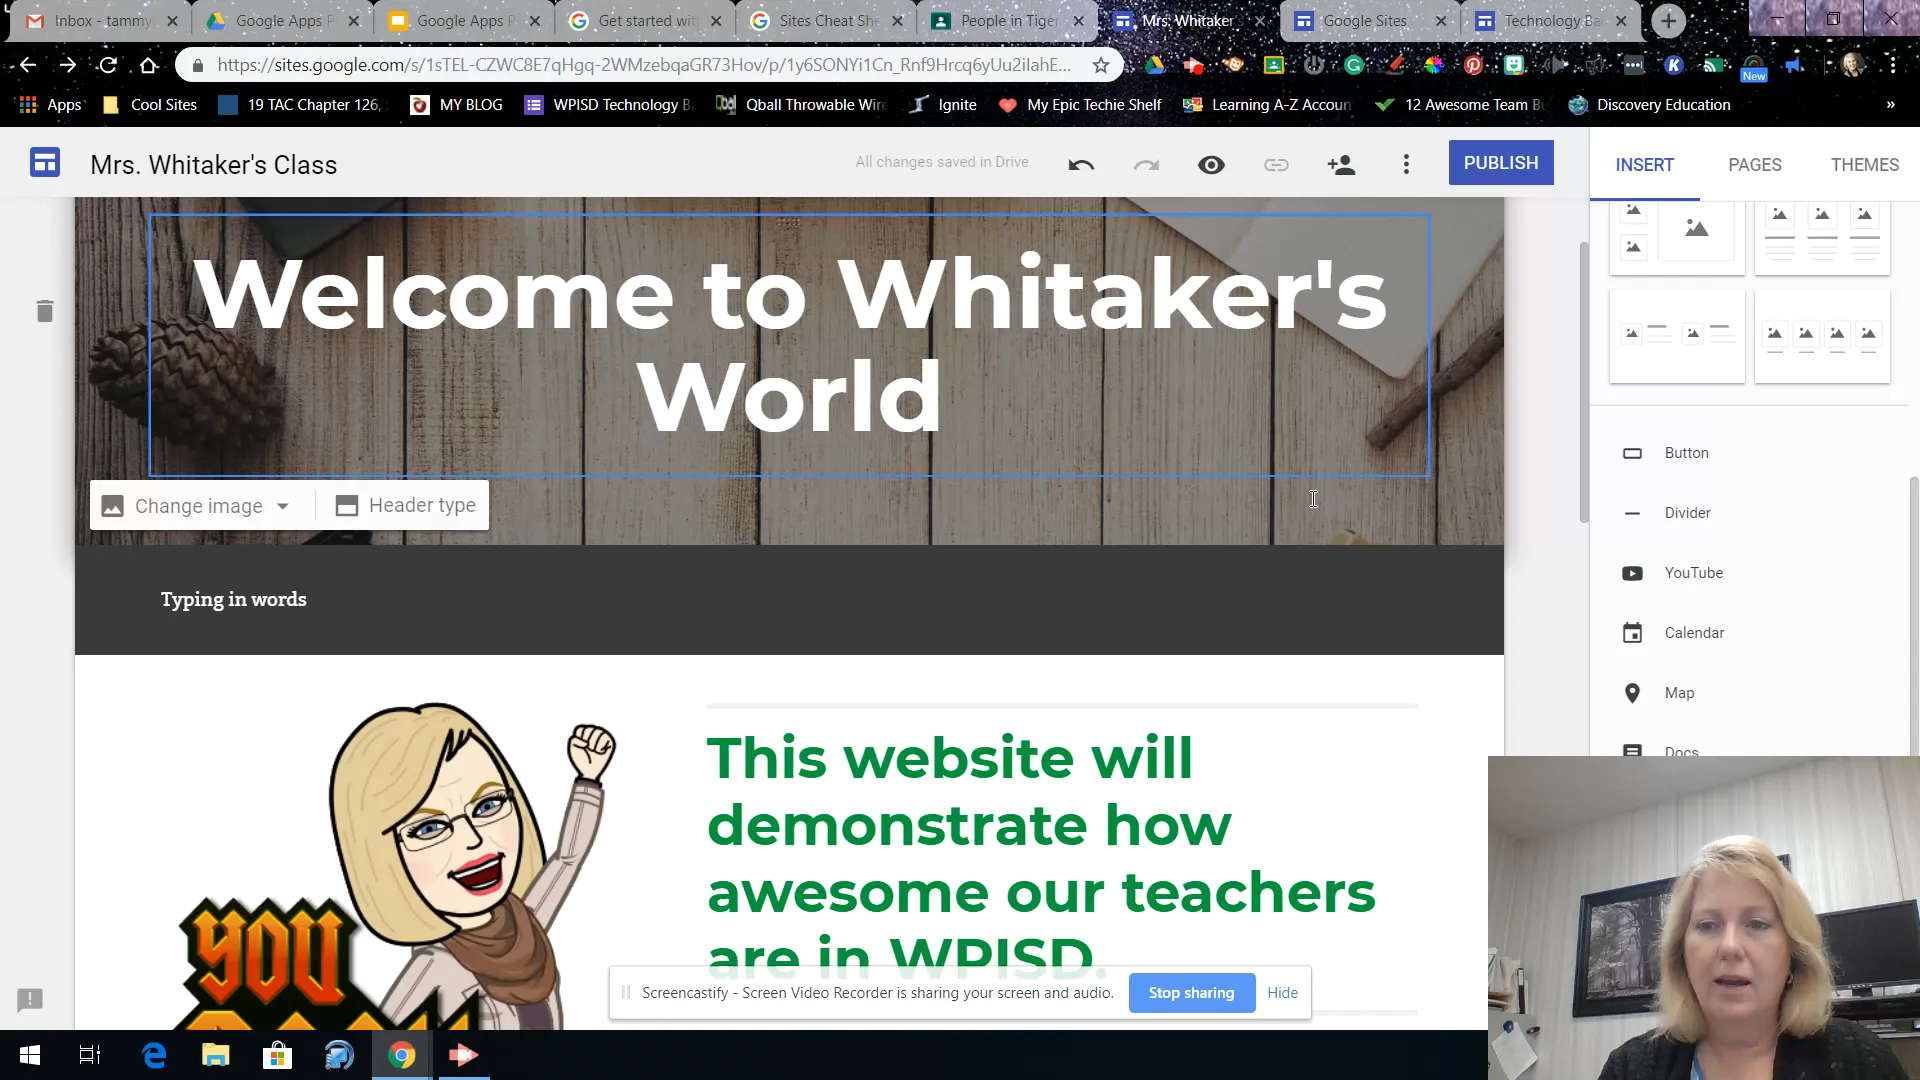 Inbox - tammy
Google Apps P
Google Apps P
Get started wit
Sites Cheat She
People in Tiger
Mrs. Whitaker
Google Sites
Technology Ba
https://sites.google.com/s/1sTEL-CZWC8E7qHgq-2WMzebqaGR73Hov/p/1y6SONYi1Cn_Rnf9Hrcq6yUu2iIahE...
New
Apps
Cool Sites
19 TAC Chapter 126,
MY BLOG
WPISD Technology B
Qball Throwable Wire
Ignite
My Epic Techie Shelf
Learning A-Z Accoun
12 Awesome Team B
Discovery Education
»
Mrs. Whitaker's Class
All changes saved in Drive
PUBLISH
INSERT
PAGES
THEMES
Welcome to Whitaker's
World
Change image
Header type
Typing in words
This website will
demonstrate how
awesome our teachers
are in WPISD.
YOU
Button
Divider
YouTube
Calendar
Map
Docs
Screencastify - Screen Video Recorder is sharing your screen and audio.
Stop sharing
Hide